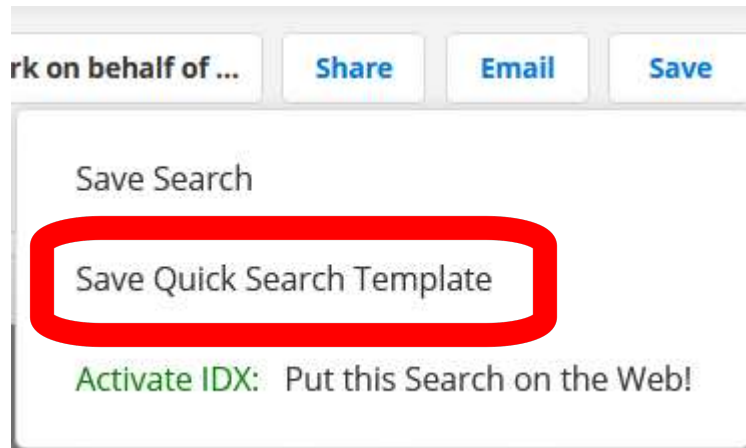 rk on behalf of ... Share Email Save
Save Search
Save Quick Search Template
Activate IDX: Put this Search on the Web!